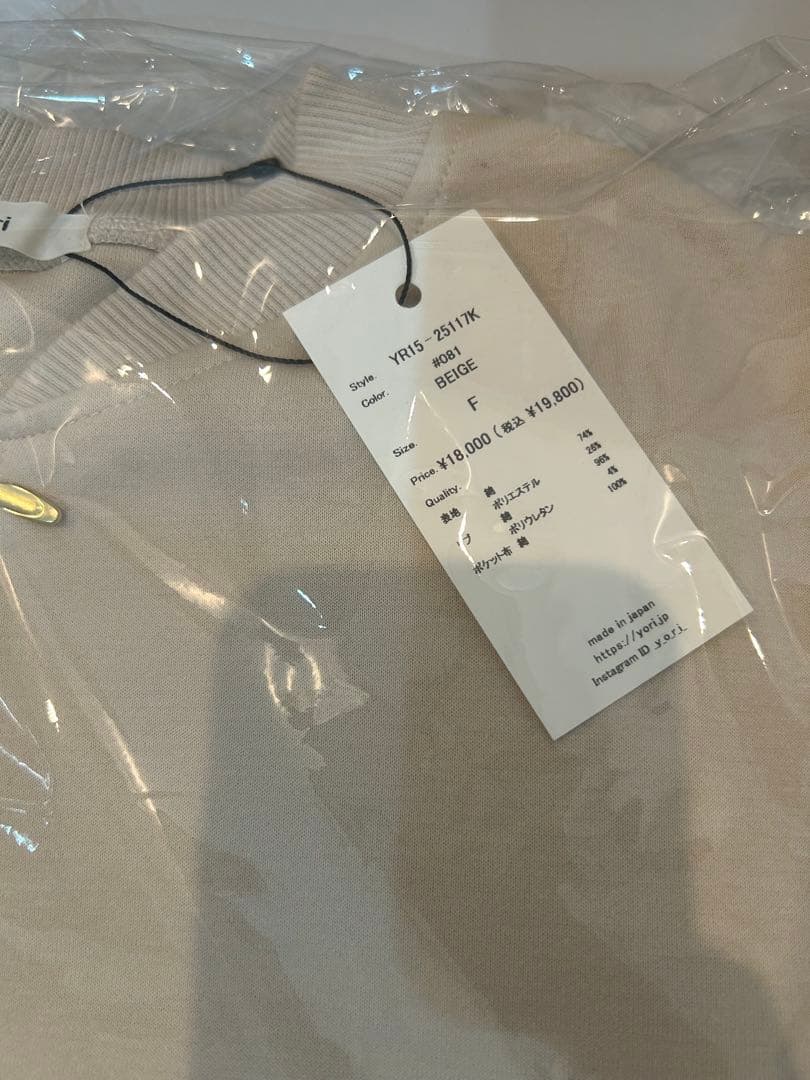 ri
Style. YR15-25117K
Color. #081
BEIGE
Size. F
Price. ¥18,000 (税込 ¥19,800)
Quality.
表地 綿 74%
ポリエステル 26%
リブ 綿 96%
ポリウレタン 4%
ポケット布 綿 100%
made in japan
https://yori.jp
Instagram ID _y_o_r_i_